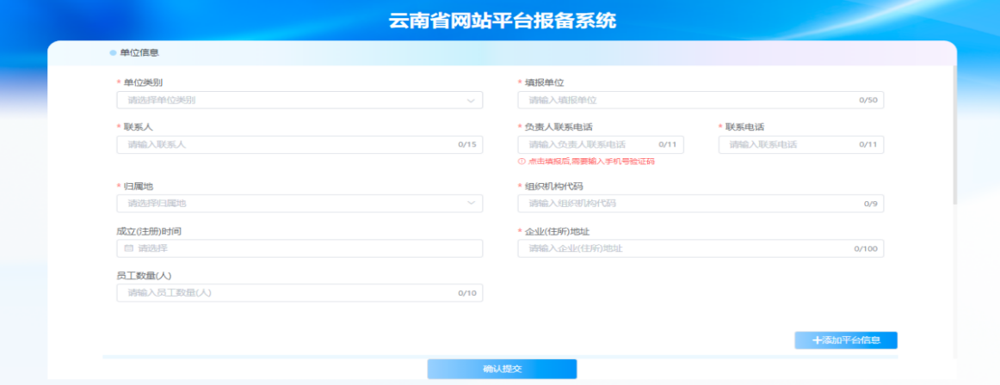 云南省网站平台报备系统
单位信息
* 单位类别
* 填报单位
请选择单位类别
请输入填报单位 0/50
* 联系人
* 负责人联系电话
* 联系电话
请输入联系人 0/15
请输入负责人联系电话 0/11
请输入联系电话 0/11
点击填报后,需要输入手机号验证码
* 归属地
* 组织机构代码
请选择归属地
请输入组织机构代码 0/9
成立(注册)时间
* 企业(住所)地址
请选择
请输入企业(住所)地址 0/100
员工数量(人)
请输入员工数量(人) 0/10
+添加平台信息
确认提交